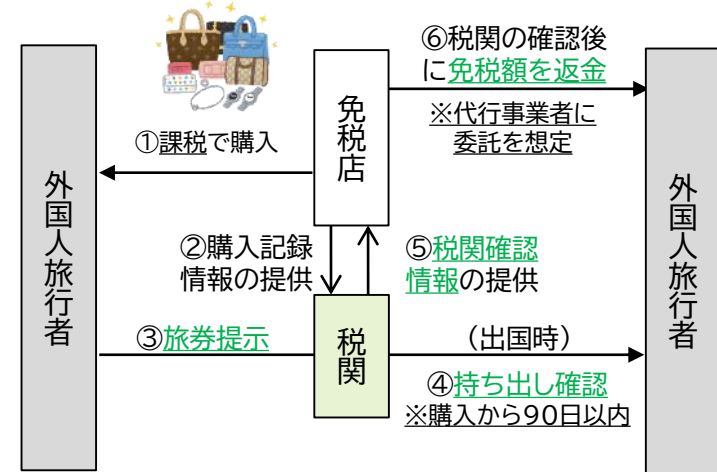 外国人旅行者
①課税で購入
免税店
⑥税関の確認後
に免税額を返金
※代行事業者に
委託を想定
②購入記録
情報の提供
⑤税関確認
情報の提供
③旅券提示
税関
(出国時)
④持ち出し確認
※購入から90日以内
外国人旅行者